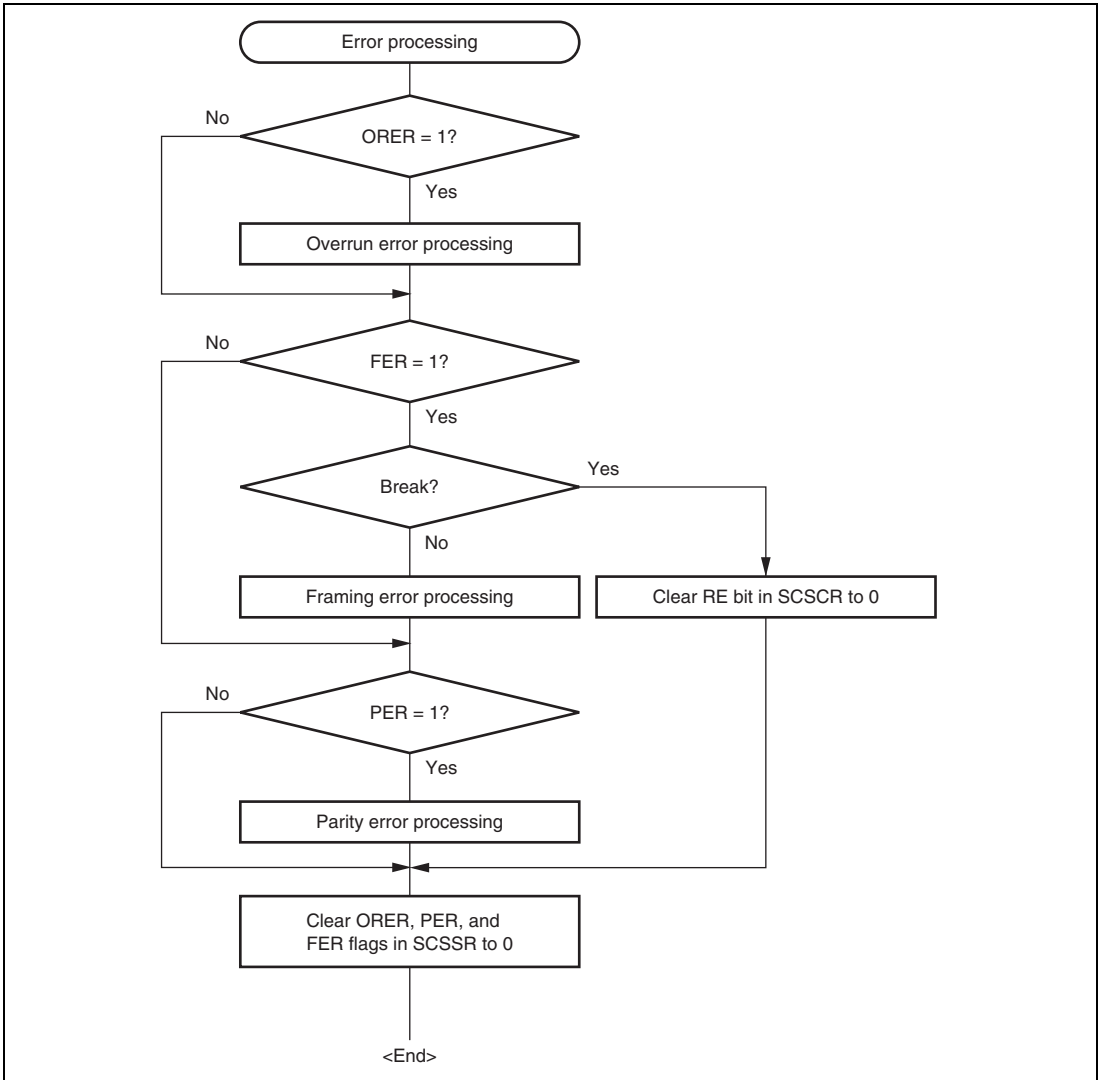 Error processing
No
ORER = 1?
Yes
Overrun error processing
No
FER = 1?
Yes
Break?
Yes
No
Framing error processing
Clear RE bit in SCSCR to 0
No
PER = 1?
Yes
Parity error processing
Clear ORER, PER, and
FER flags in SCSSR to 0
<End>